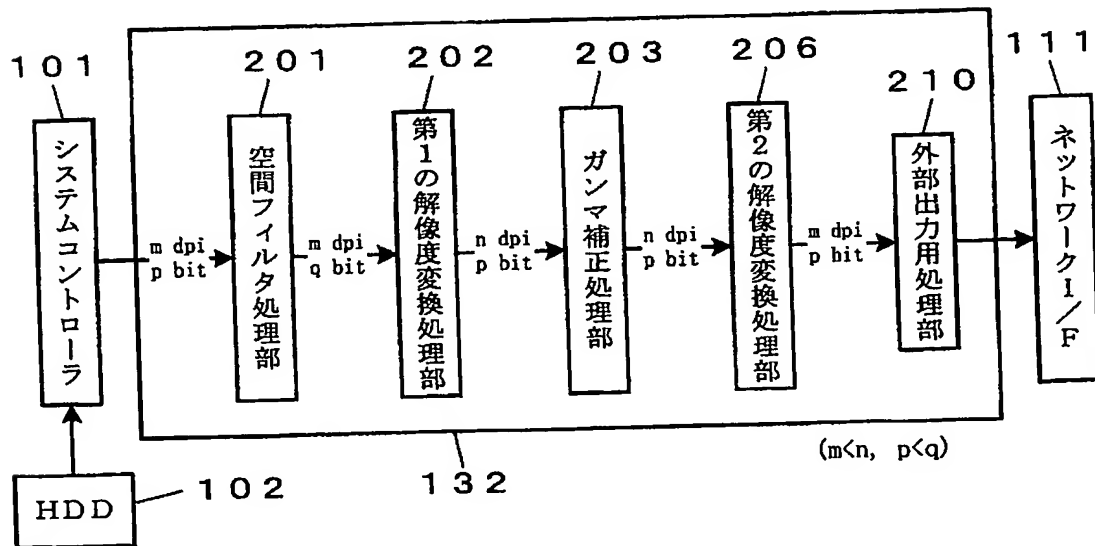 101
201
202
203
206
210
111
システムコントローラ
m dpi
p bit
空間フィルタ処理部
m dpi
q bit
第1の解像度変換処理部
n dpi
p bit
ガンマ補正処理部
n dpi
p bit
第2の解像度変換処理部
m dpi
p bit
外部出力用処理部
ネットワークI/F
(m<n, p<q)
HDD
102
132